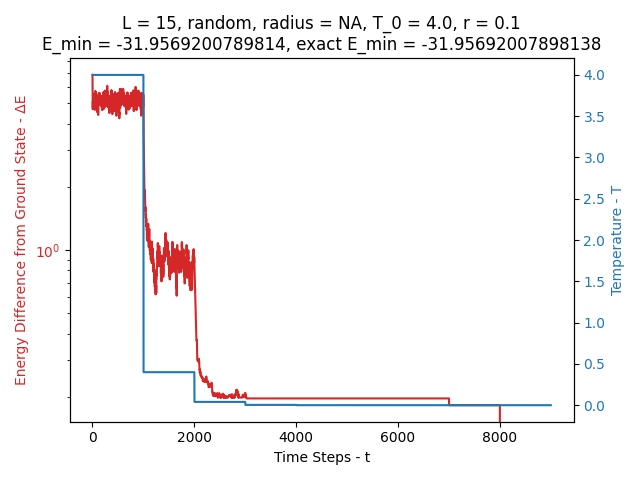 L = 15, random, radius = NA, T_0 = 4.0, r = 0.1
E_min = -31.9569200789814, exact E_min = -31.95692007898138
Energy Difference from Ground State - ΔE
10⁰
4.0
3.5
3.0
2.5
2.0
1.5
1.0
0.5
0.0
Temperature - T
0 2000 4000 6000 8000
Time Steps - t